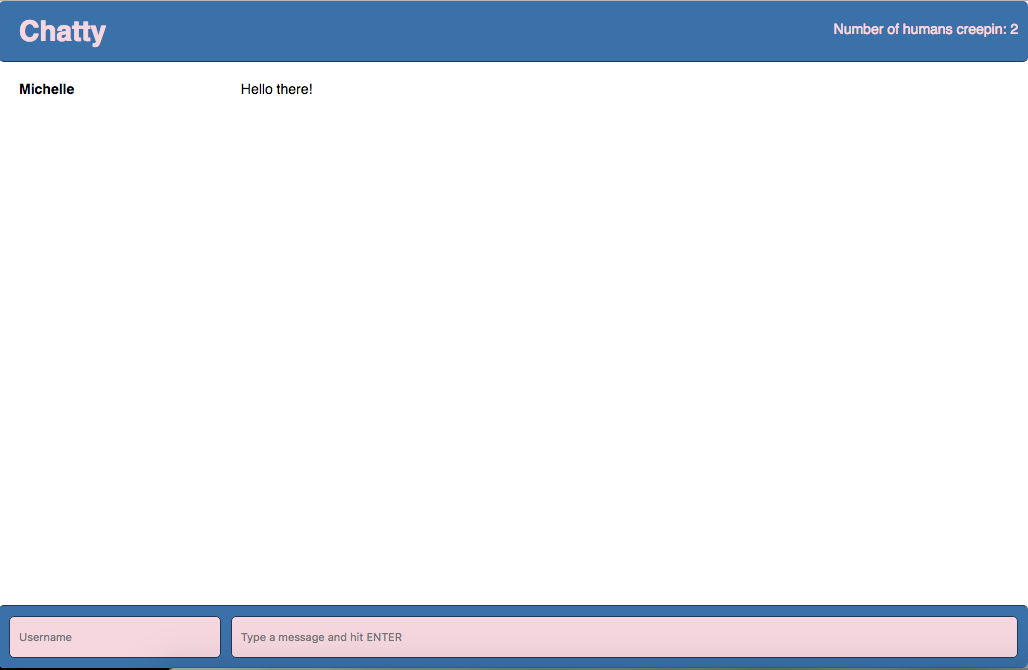 Chatty
Number of humans creepin: 2
Michelle
Hello there!
Username
Type a message and hit ENTER